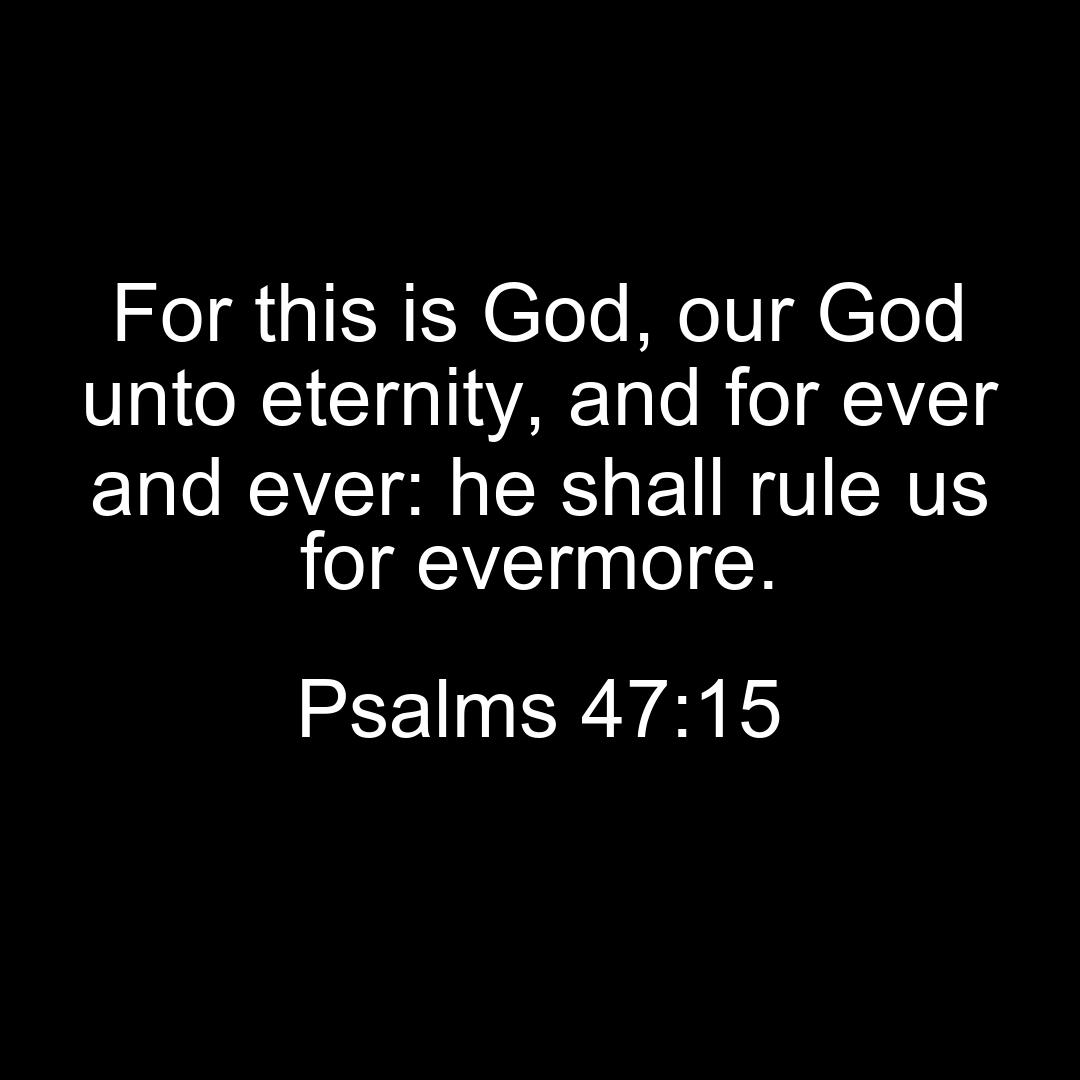 For this is God, our God
unto eternity, and for ever
and ever: he shall rule us
for evermore.
Psalms 47:15